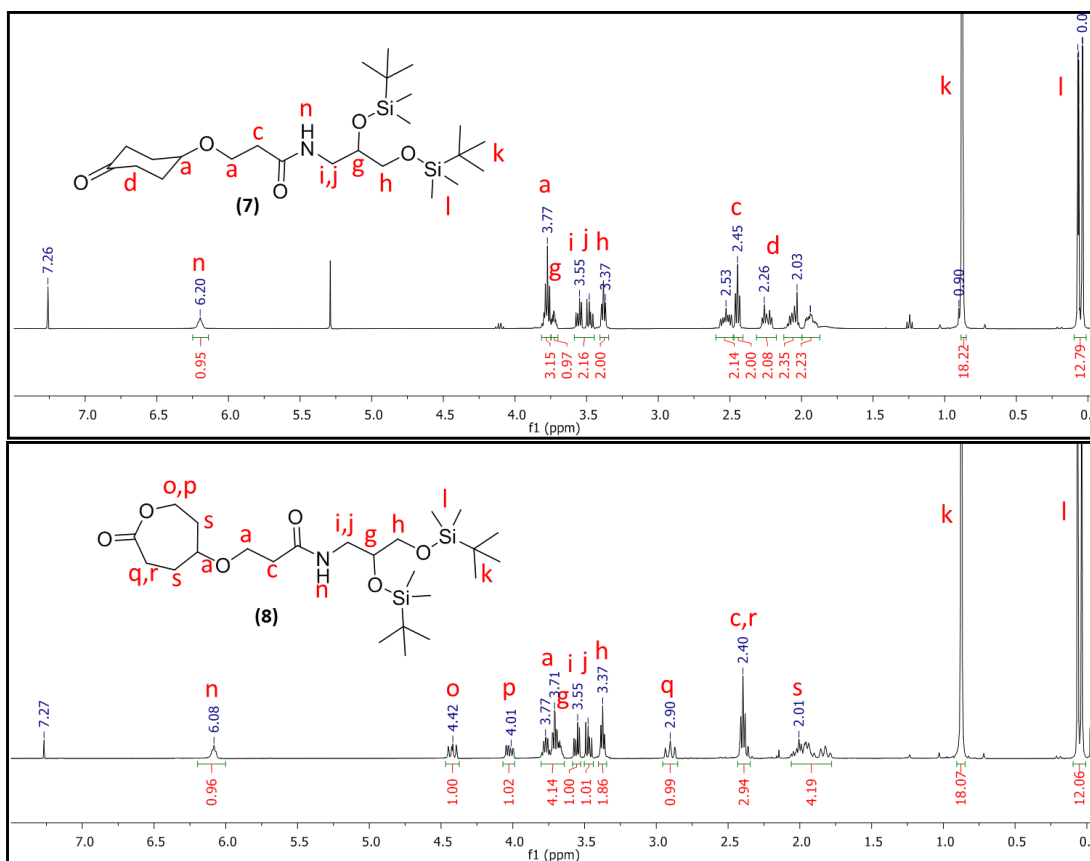 k
l
0.0
0.0
Si
O
n
H
N
c
O
O
Si
k
a
a
O
i,j
g
h
l
O
d
(7)
a
3.77
g
i
3.55
j
h
3.37
c
2.45
d
2.53
2.26
2.03
0.90
7.26
n
6.20
0.95
3.15
0.97
2.16
2.00
2.14
2.00
2.08
2.35
2.23
18.22
12.79
7.0 6.5 6.0 5.5 5.0 4.5 4.0 3.5 3.0 2.5 2.0 1.5 1.0 0.5 0.0
f1 (ppm)
o,p
O
s
O
a
O
i,j
h
l
Si
g
O
k
O
N
H
n
q,r
s
a
O
c
O
Si
(8)
k
l
a
3.77
3.71
g
i
3.55
j
h
3.37
c,r
2.40
n
6.08
7.27
o
4.42
p
4.01
q
2.90
s
2.01
0.96
1.00
1.02
4.14
1.00
1.01
1.86
0.99
2.94
4.19
18.07
12.06
7.0 6.5 6.0 5.5 5.0 4.5 4.0 3.5 3.0 2.5 2.0 1.5 1.0 0.5 0.
f1 (ppm)